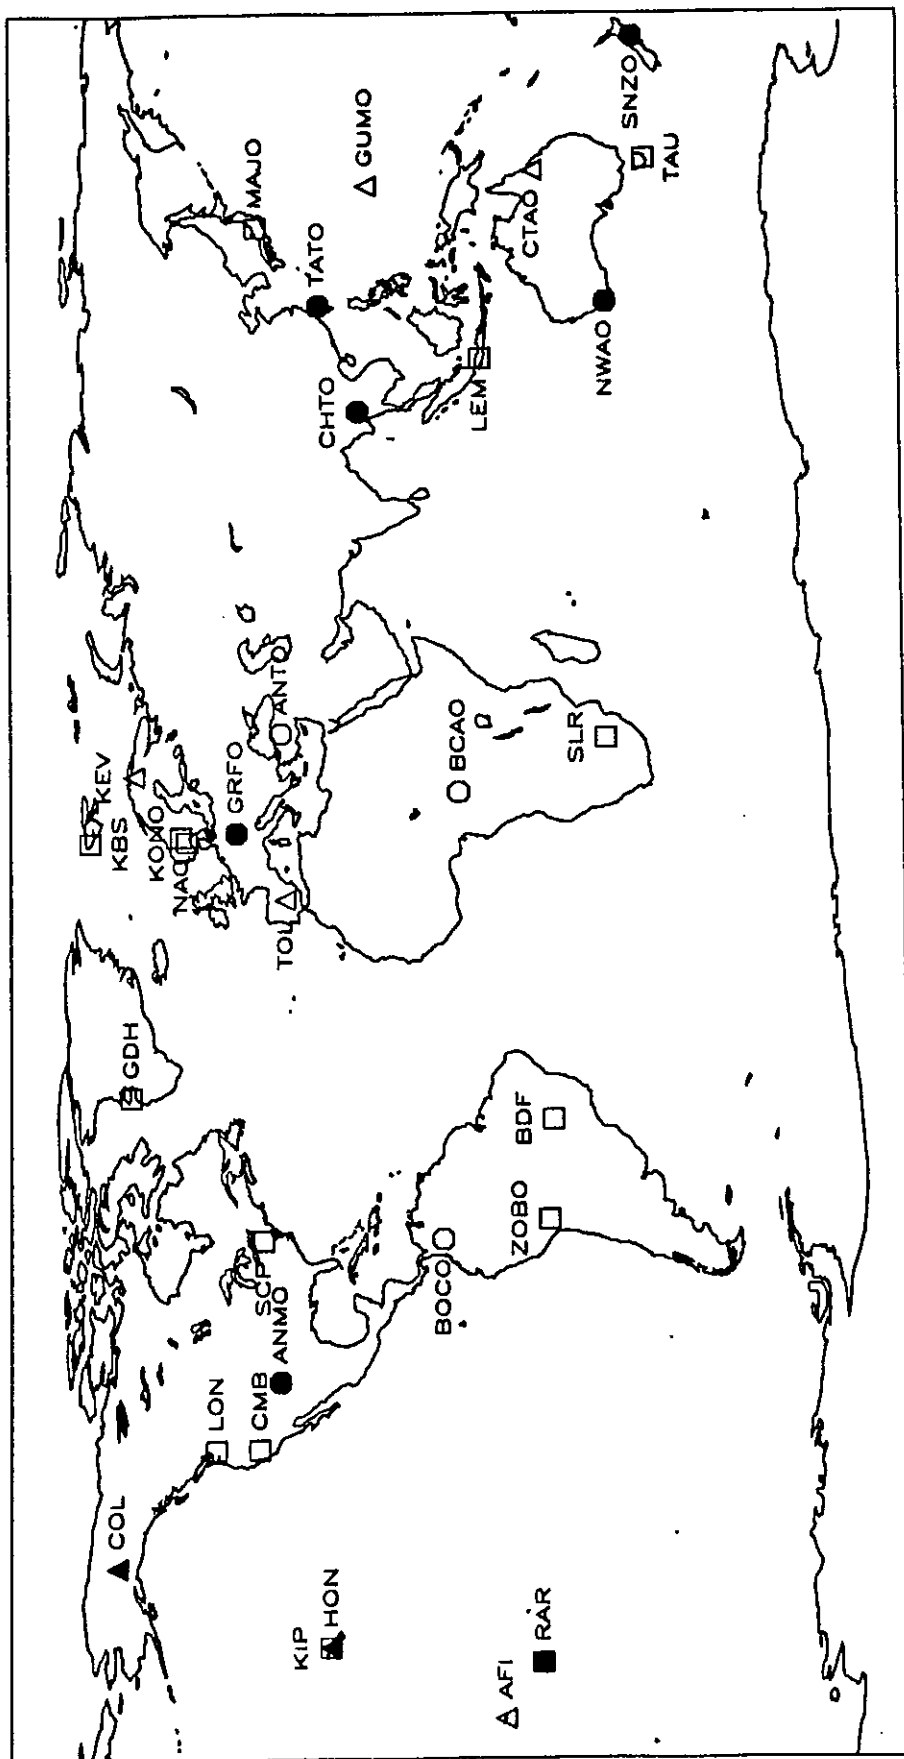 KEV
COL
KBS
GDH
KONO
NAO
LON
GRFO
MAJO
CMB
SCP
ANMO
ANTO
TOL
KIP
TATO
CHTO
HON
GUMO
BOCO
BCAO
LEM
AFI
ZOBO
BDF
CTAO
RAR
SLR
NWAO
SNZO
TAU